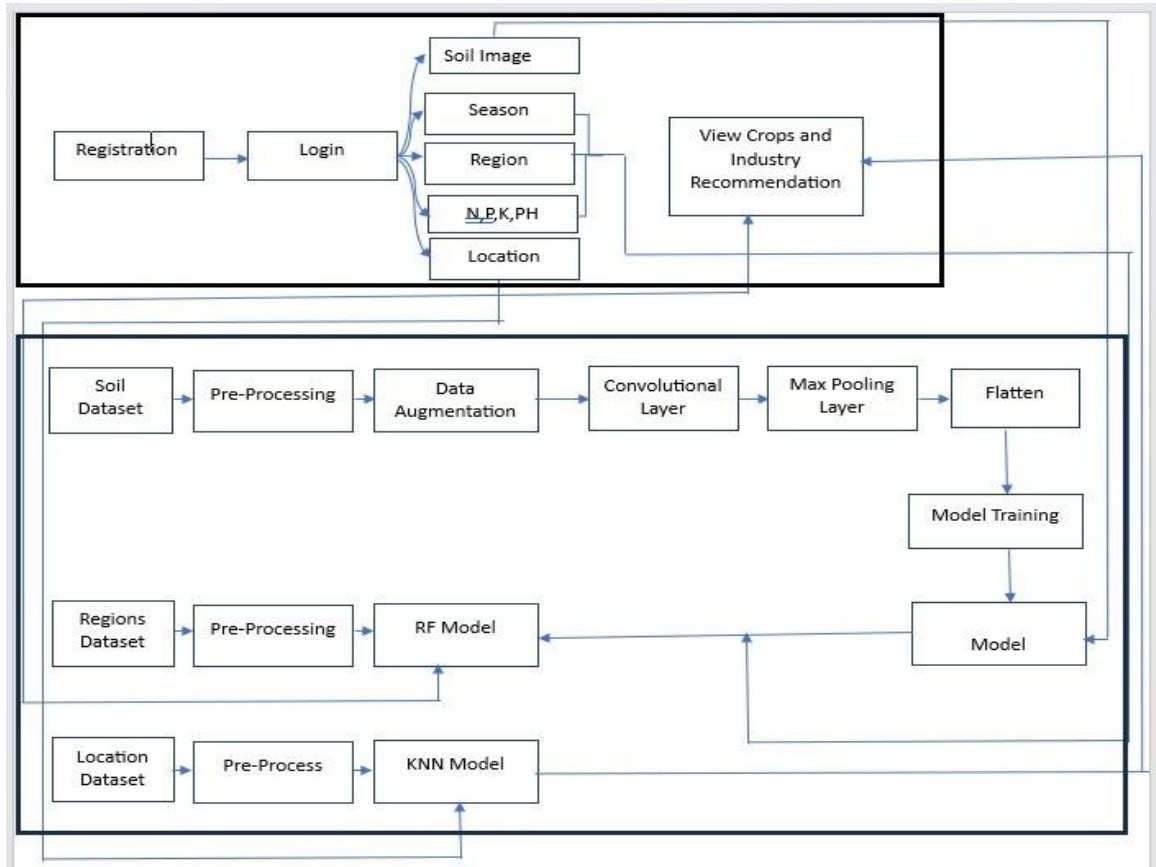 Soil Image
Season
Registration
Login
Region
N,P,K,PH
Location
View Crops and
Industry
Recommendation
Soil
Dataset
Pre-Processing
Data
Augmentation
Convolutional
Layer
Max Pooling
Layer
Flatten
Model Training
Regions
Dataset
Pre-Processing
RF Model
Model
Location
Dataset
Pre-Process
KNN Model